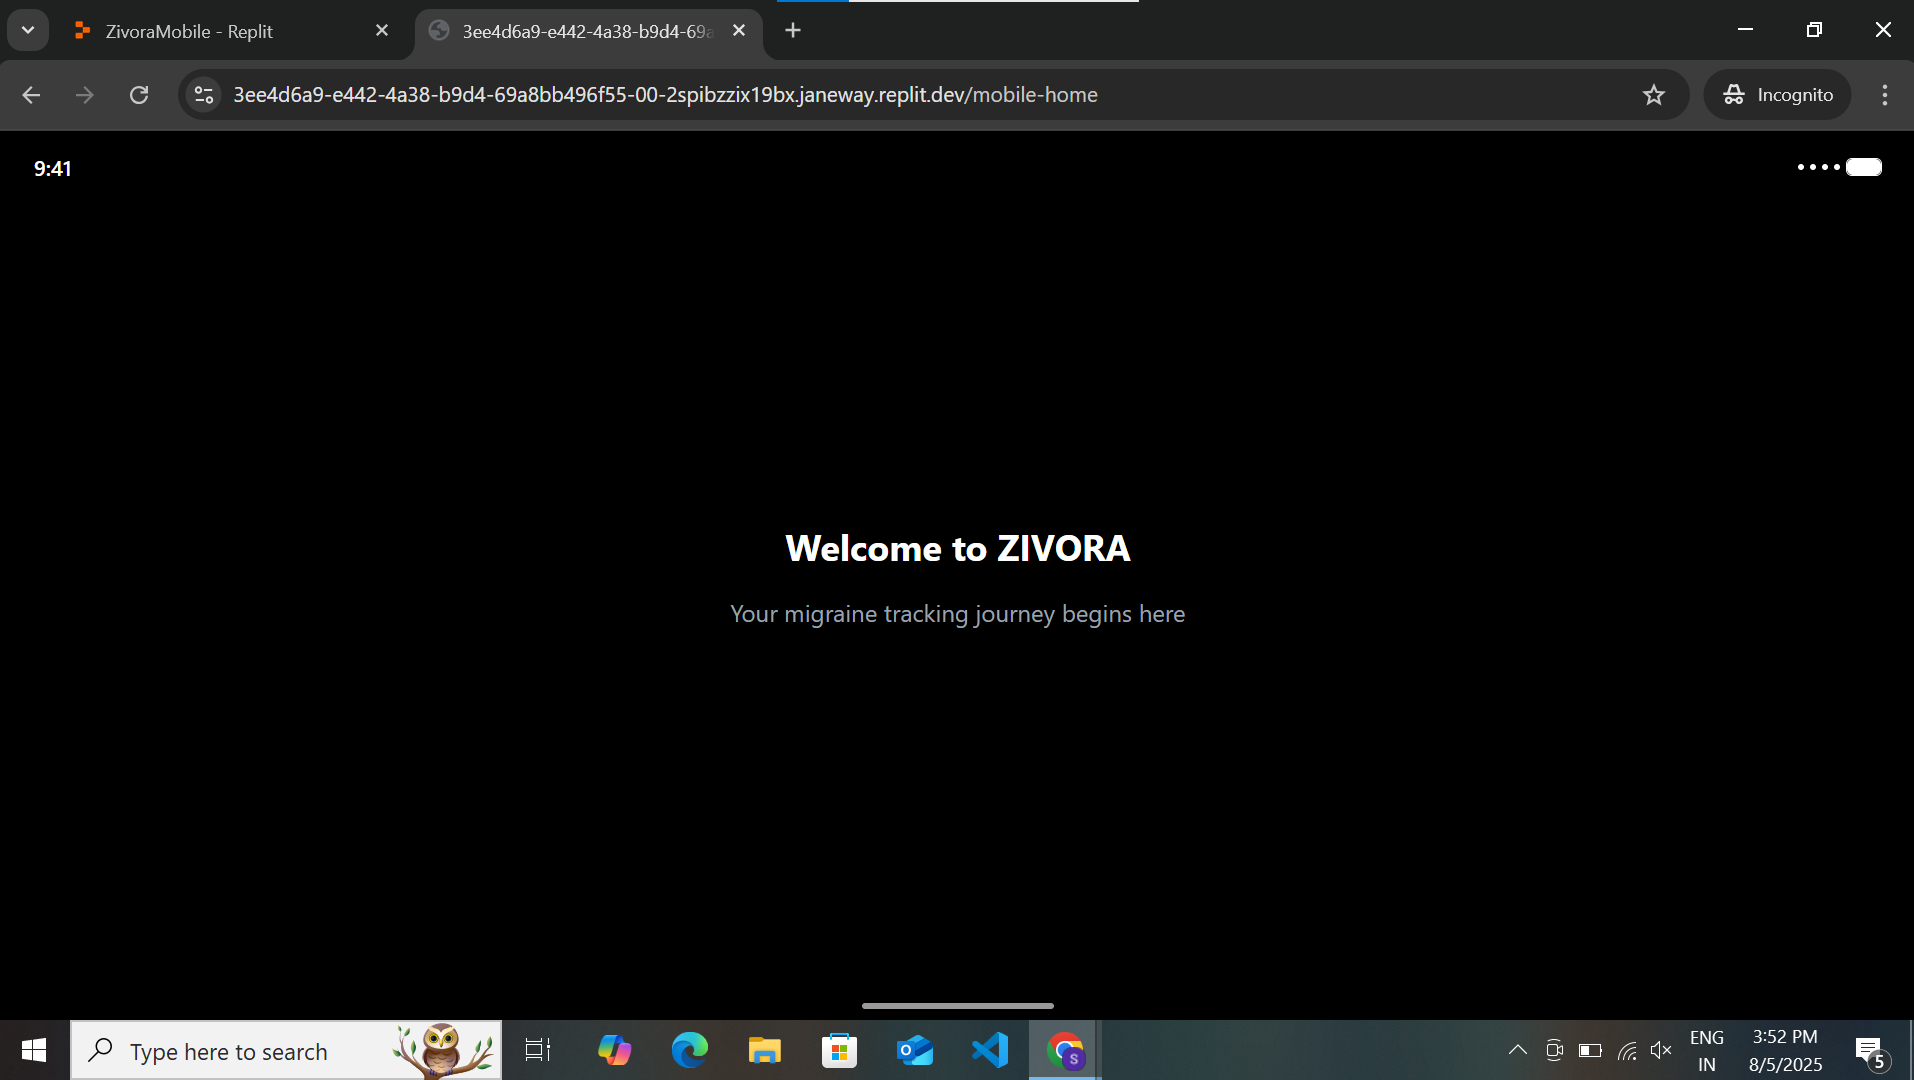 ZivoraMobile - Replit
3ee4d6a9-e442-4a38-b9d4-69a
3ee4d6a9-e442-4a38-b9d4-69a8bb496f55-00-2spibzzix19bx.janeway.replit.dev/mobile-home
Incognito
9:41
Welcome to ZIVORA
Your migraine tracking journey begins here
Type here to search
S
ENG
IN
3:52 PM
8/5/2025
5